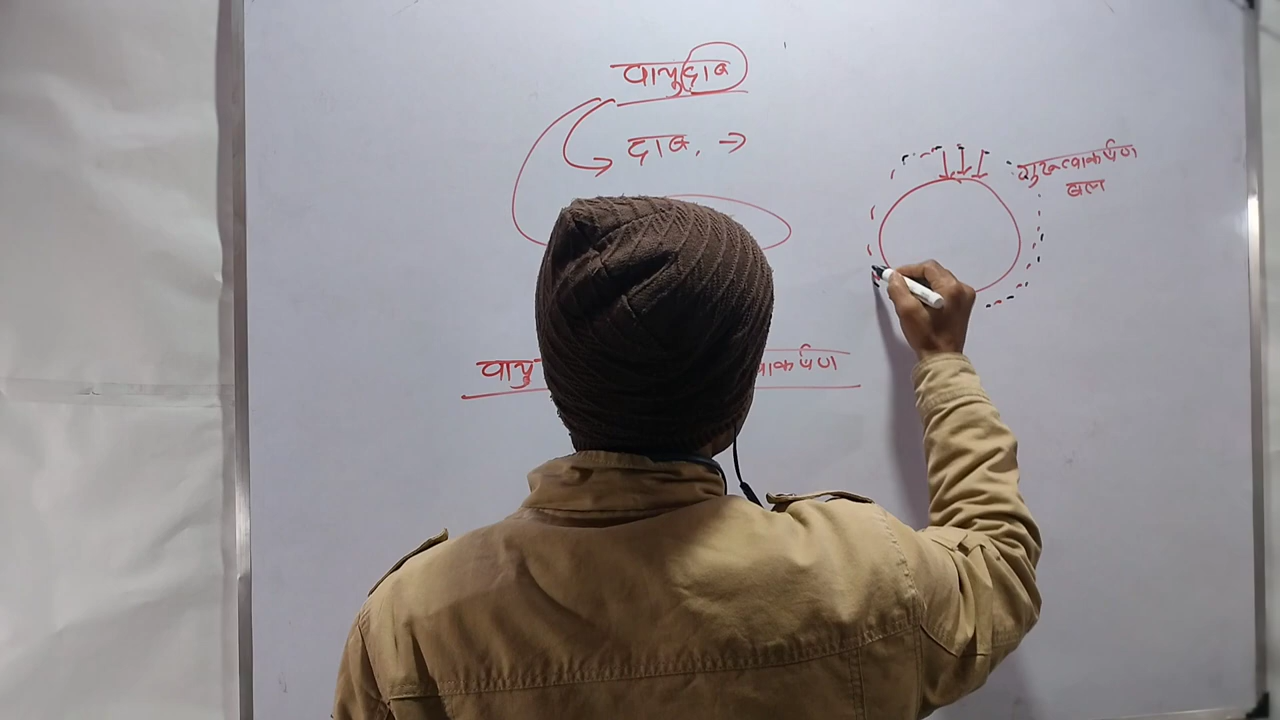 वायुदाब
दाब. →
गुरूत्वाकर्षण
बल
वायु